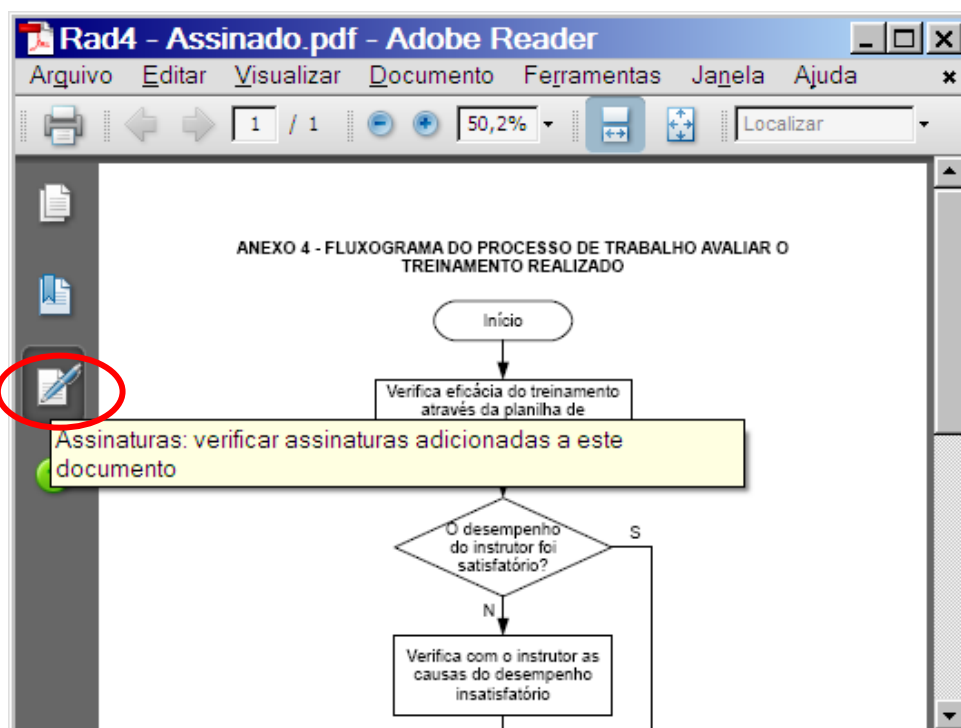 Rad4 - Assinado.pdf - Adobe Reader
Arquivo Editar Visualizar Documento Ferramentas Janela Ajuda
1 / 1 50,2% Localizar
ANEXO 4 - FLUXOGRAMA DO PROCESSO DE TRABALHO AVALIAR O
TREINAMENTO REALIZADO
Início
Verifica eficácia do treinamento
através da planilha de
Assinaturas: verificar assinaturas adicionadas a este
documento
O desempenho
do instrutor foi
satisfatório?
S
N
Verifica com o instrutor as
causas do desempenho
insatisfatório